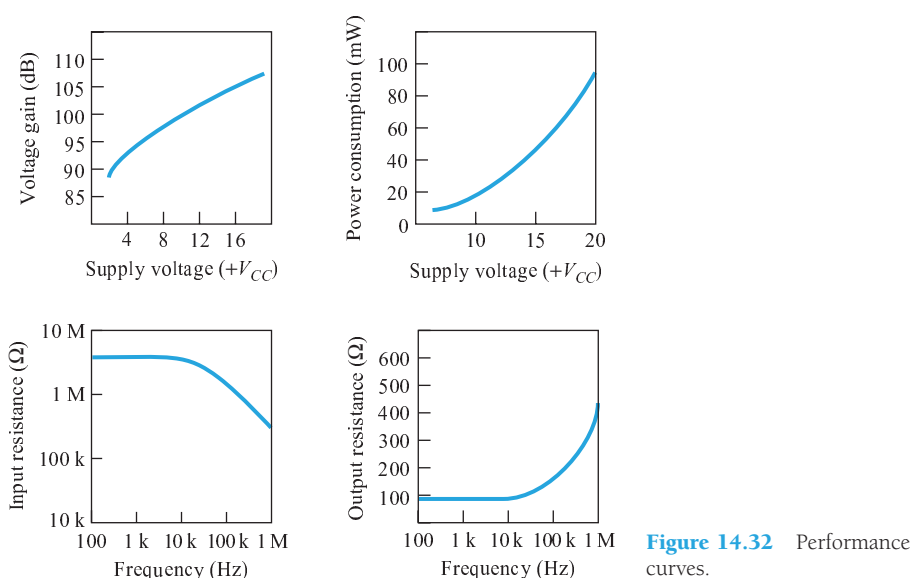 Voltage gain (dB)
110
105
100
95
90
85
4 8 12 16
Supply voltage (+V_CC)
Power consumption (mW)
100
80
60
40
20
0
10 15 20
Supply voltage (+V_CC)
Input resistance (Ω)
10 M
1 M
100 k
10 k
100 1 k 10 k 100 k 1 M
Frequency (Hz)
Output resistance (Ω)
600
500
400
300
200
100
100 1 k 10 k 100 k 1 M
Frequency (Hz)
Figure 14.32 Performance
curves.